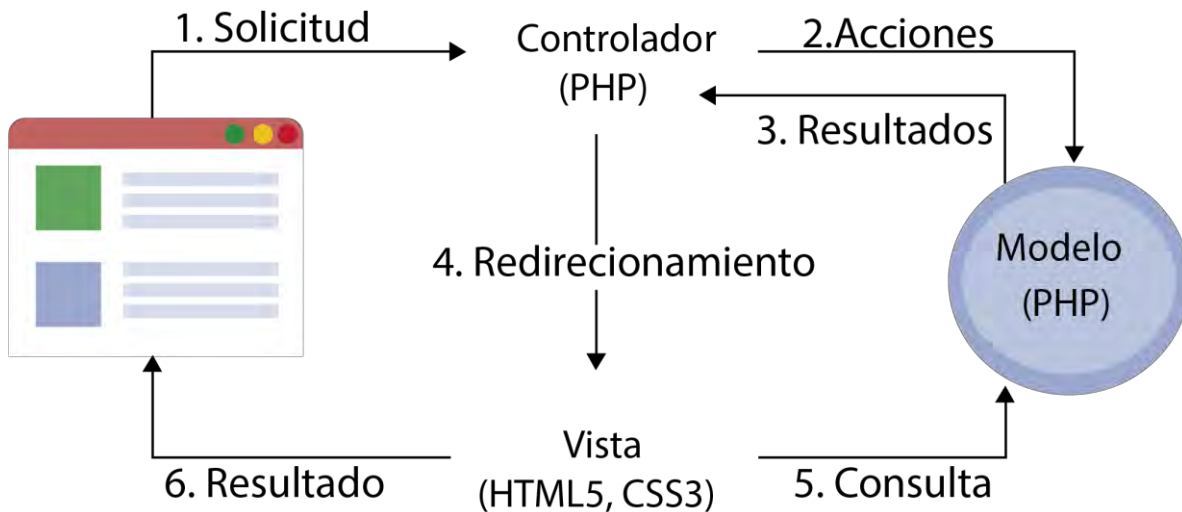 1. Solicitud
Controlador
(PHP)
2.Acciones
3. Resultados
4. Redirecionamiento
Modelo
(PHP)
Vista
(HTML5, CSS3)
5. Consulta
6. Resultado